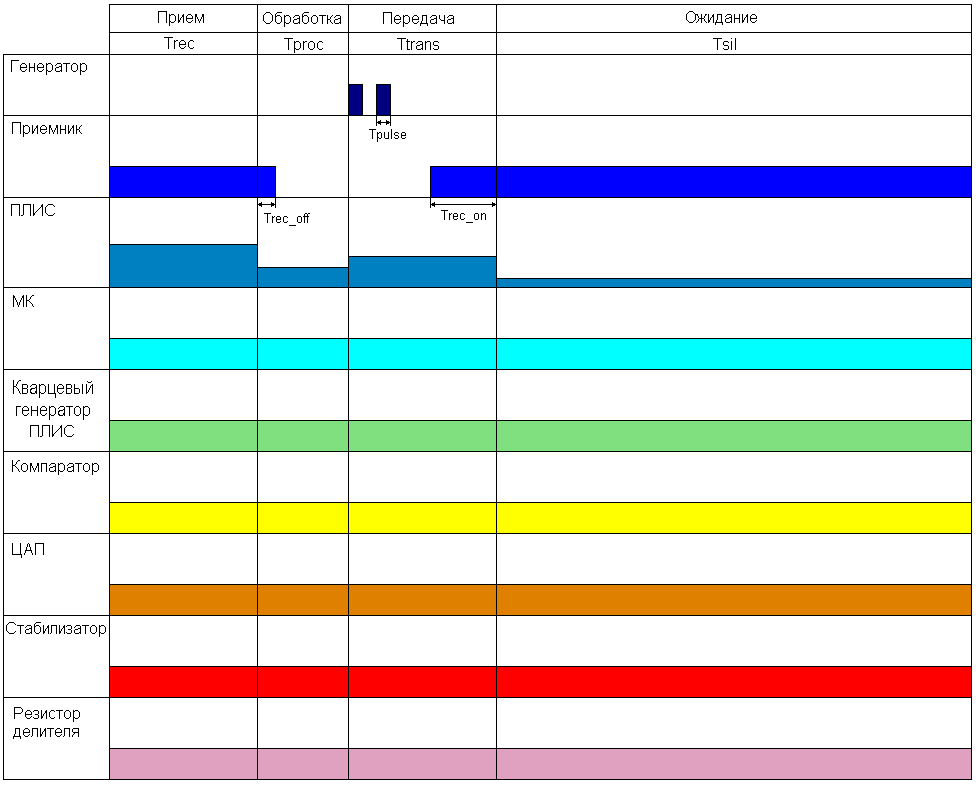 Прием
Обработка
Передача
Ожидание
Trec
Tproc
Ttrans
Tsil
Генератор
Tpulse
Приемник
Trec_off
Trec_on
ПЛИС
МК
Кварцевый
генератор
ПЛИС
Компаратор
ЦАП
Стабилизатор
Резистор
делителя